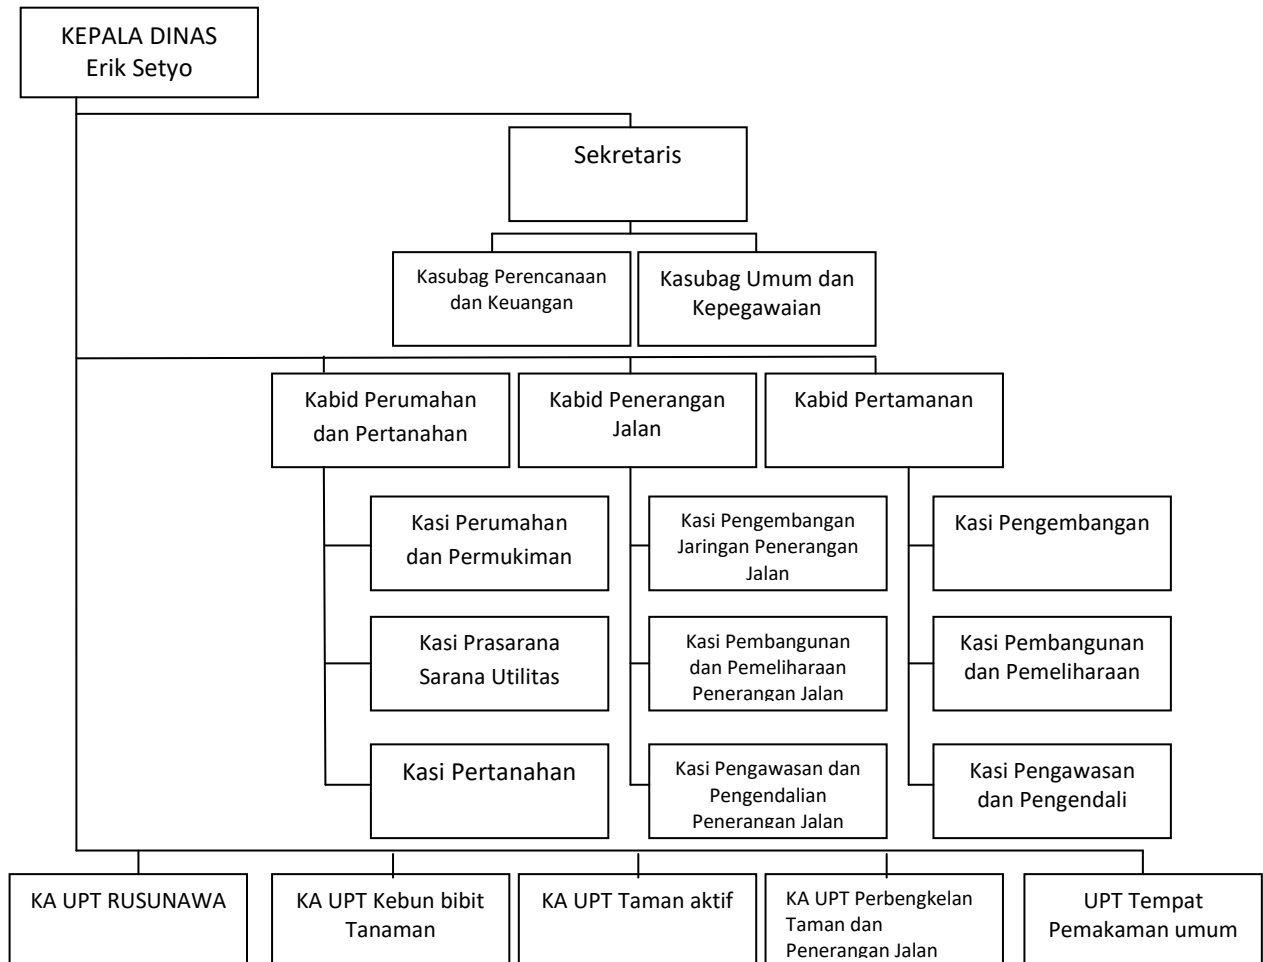 KEPALA DINAS
Erik Setyo
Sekretaris
Kasubag Perencanaan
dan Keuangan
Kasubag Umum dan
Kepegawaian
Kabid Perumahan
dan Pertanahan
Kabid Penerangan
Jalan
Kabid Pertamanan
Kasi Perumahan
dan Permukiman
Kasi Pengembangan
Jaringan Penerangan
Jalan
Kasi Pengembangan
Kasi Prasarana
Sarana Utilitas
Kasi Pembangunan
dan Pemeliharaan
Penerangan Jalan
Kasi Pembangunan
dan Pemeliharaan
Kasi Pertanahan
Kasi Pengawasan dan
Pengendalian
Penerangan Jalan
Kasi Pengawasan
dan Pengendali
KA UPT RUSUNAWA
KA UPT Kebun bibit
Tanaman
KA UPT Taman aktif
KA UPT Perbengkelan
Taman dan
Penerangan Jalan
UPT Tempat
Pemakaman umum